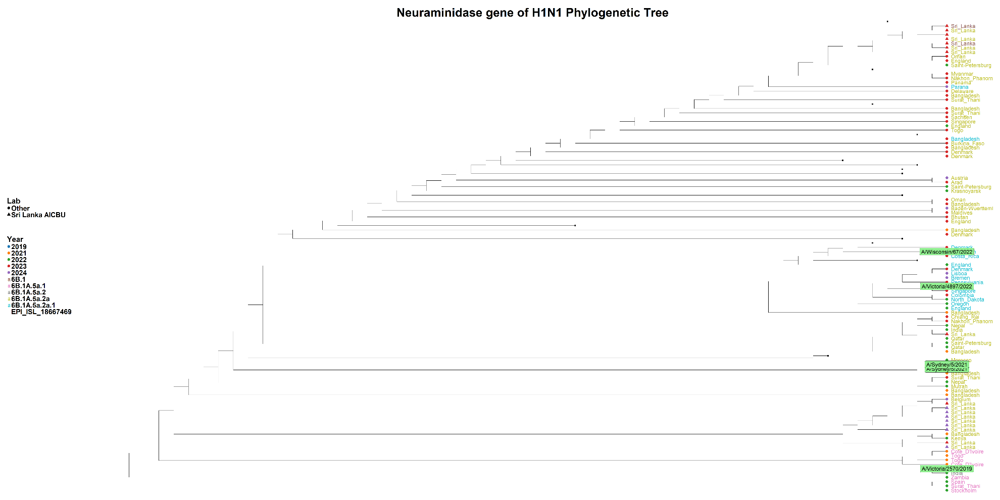 Neuraminidase gene of H1N1 Phylogenetic Tree
Sri_Lanka
Sri_Lanka
Sri_Lanka
Sri_Lanka
Sri_Lanka
Sri_Lanka
Oman
England
Saint-Petersburg
Myanmar
Nakhon_Phanom
Panama
Parana
Delaware
Bangladesh
Surat_Thani
Bangladesh
Surat_Thani
Sachsen
Singapore
England
Togo
Bangladesh
Burkina_Faso
Bangladesh
Denmark
Denmark
Austria
Arad
Saint-Petersburg
Krasnoyarsk
Oman
Bangladesh
Baden-Wuerttem
Maldives
Bhutan
England
Bangladesh
Denmark
Denmark
A/Wisconsin/67/2022
Costa_Rica
England
Denmark
Lisboa
Bremen
Pennsylvania
A/Victoria/4897/2022
Singapore
Colombia
North_Dakota
Oregon
England
Bangladesh
Chiang_Rai
Nakhon_Phanom
Nepal
India
Sri_Lanka
Qatar
Saint-Petersburg
Qatar
Bangladesh
Morocco
A/Sydney/5/2021
A/Sydney/5/2021
Bangladesh
Surat_Thani
Nepal
Mutrah
Bangladesh
Bangladesh
Belgium
Sri_Lanka
Sri_Lanka
Sri_Lanka
Sri_Lanka
Sri_Lanka
Sri_Lanka
Sri_Lanka
Bangladesh
Kenya
Sri_Lanka
Sri_Lanka
Cote_D'Ivoire
Togo
Togo
Cote_D'Ivoire
A/Victoria/2570/2019
India
Zambia
Spain
Surat_Thani
Stockholm
Lab
Other
Sri Lanka AICBU
Year
2019
2021
2022
2023
2024
a 6B.1
a 6B.1A.5a.1
a 6B.1A.5a.2
a 6B.1A.5a.2a
a 6B.1A.5a.2a.1
EPI_ISL_18667469